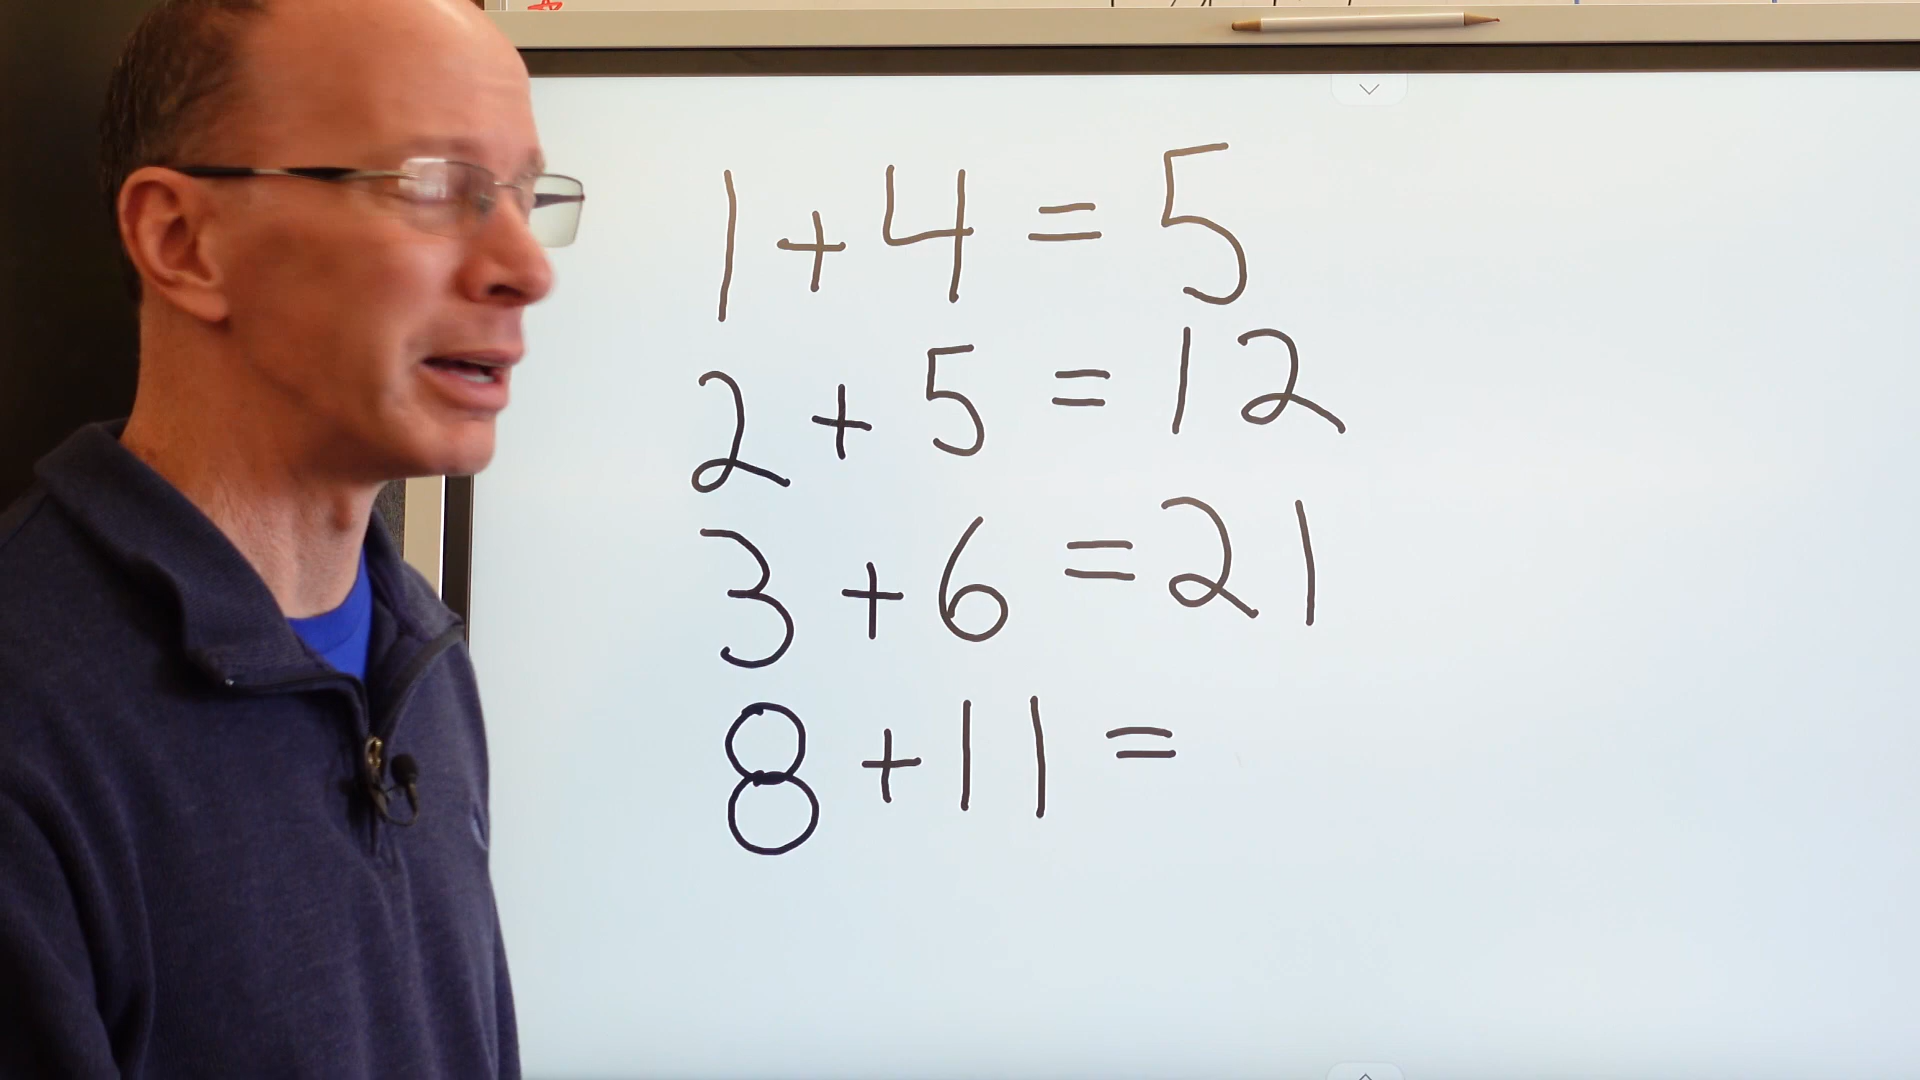 1 + 4 = 5
2 + 5 = 12
3 + 6 = 21
8 + 11 =